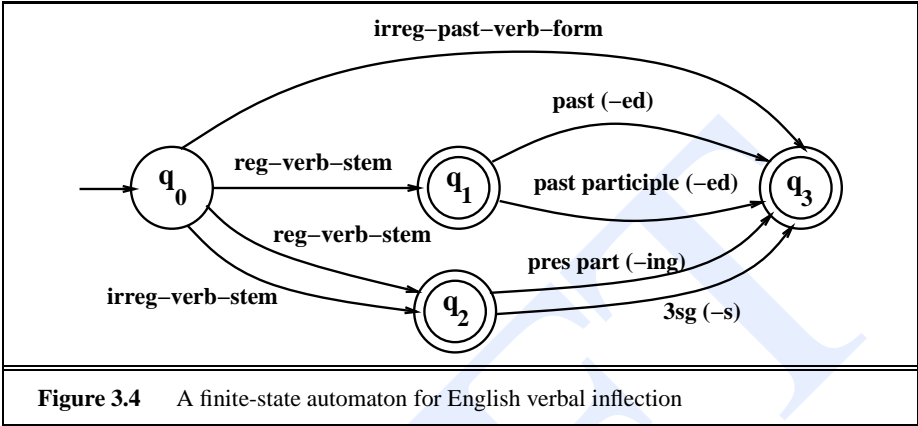 irreg–past–verb–form
past (–ed)
reg–verb–stem
q0
q1
past participle (–ed)
q3
reg–verb–stem
pres part (–ing)
irreg–verb–stem
q2
3sg (–s)
Figure 3.4 A finite-state automaton for English verbal inflection